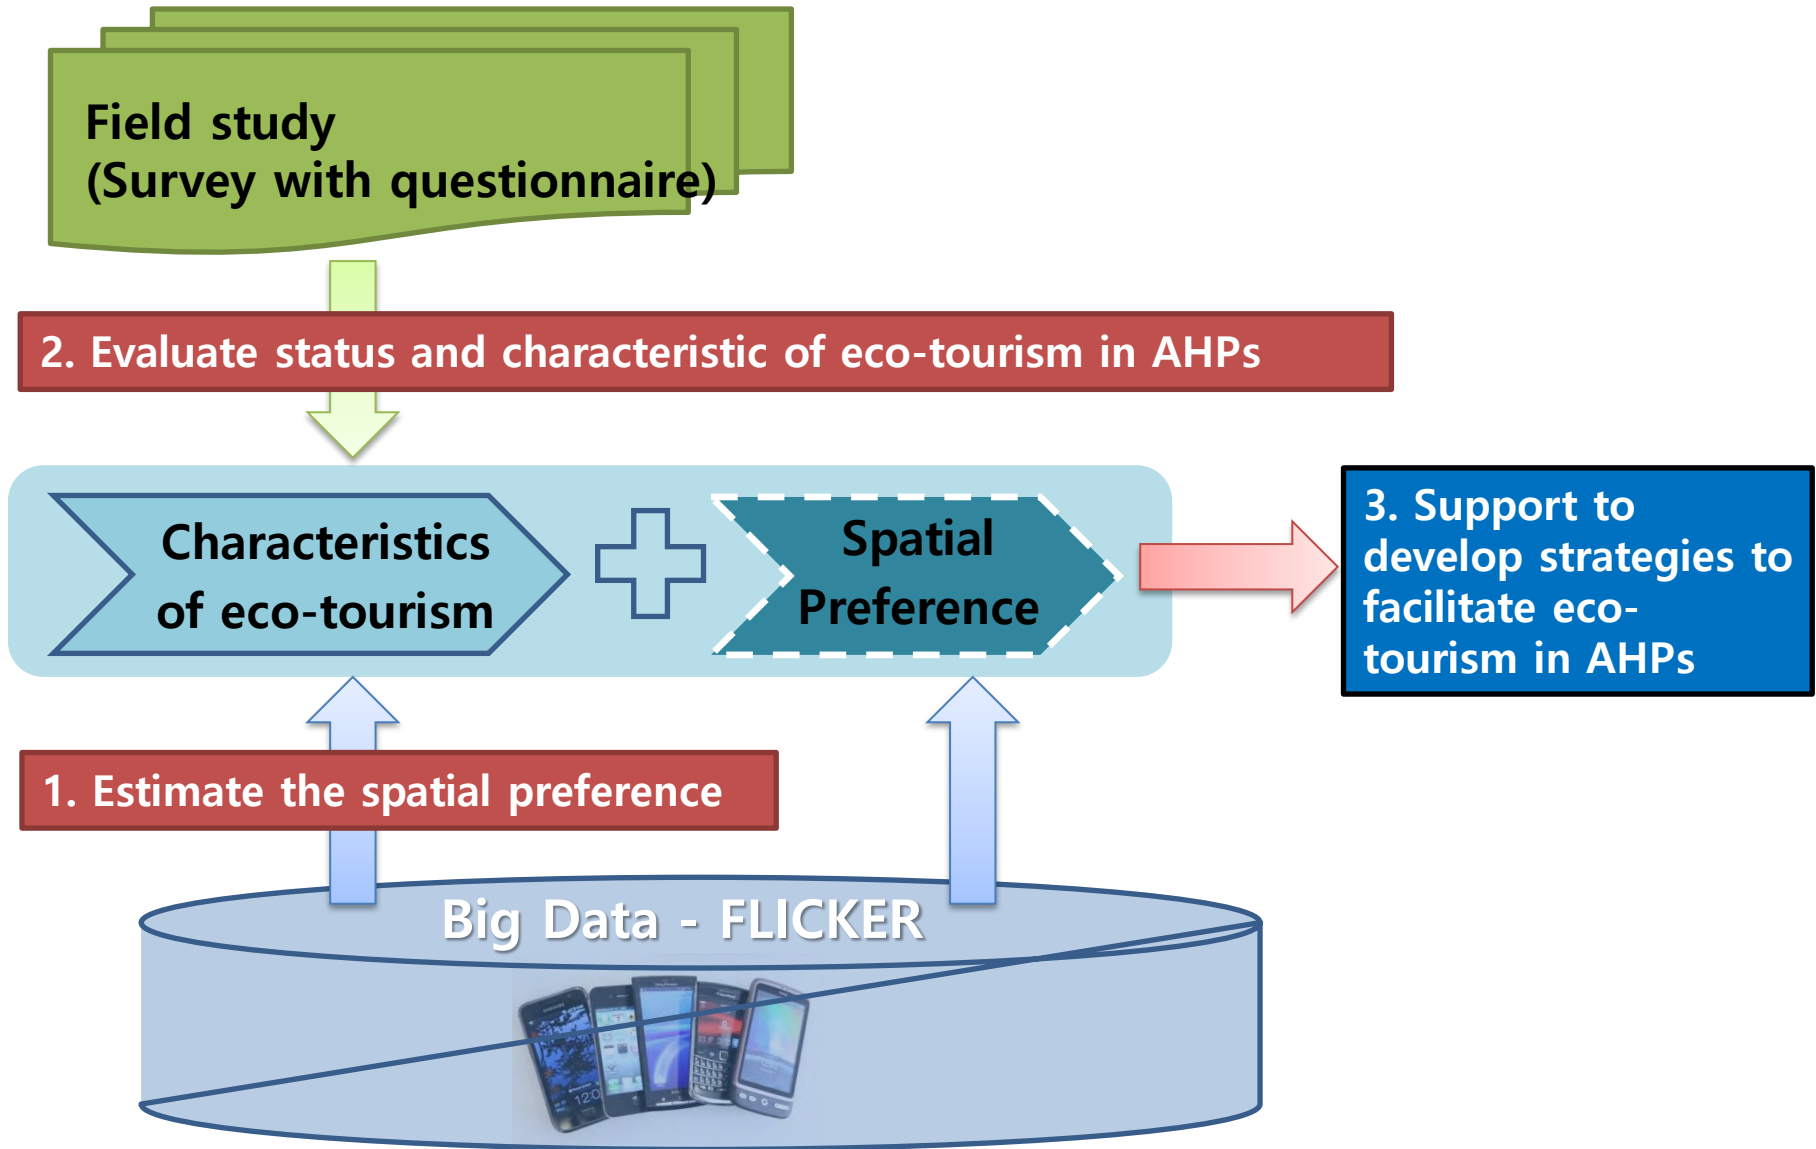 Field study
(Survey with questionnaire)
2. Evaluate status and characteristic of eco-tourism in AHPs
Characteristics
of eco-tourism
Spatial
Preference
3. Support to
develop strategies to
facilitate eco-
tourism in AHPs
1. Estimate the spatial preference
Big Data - FLICKER